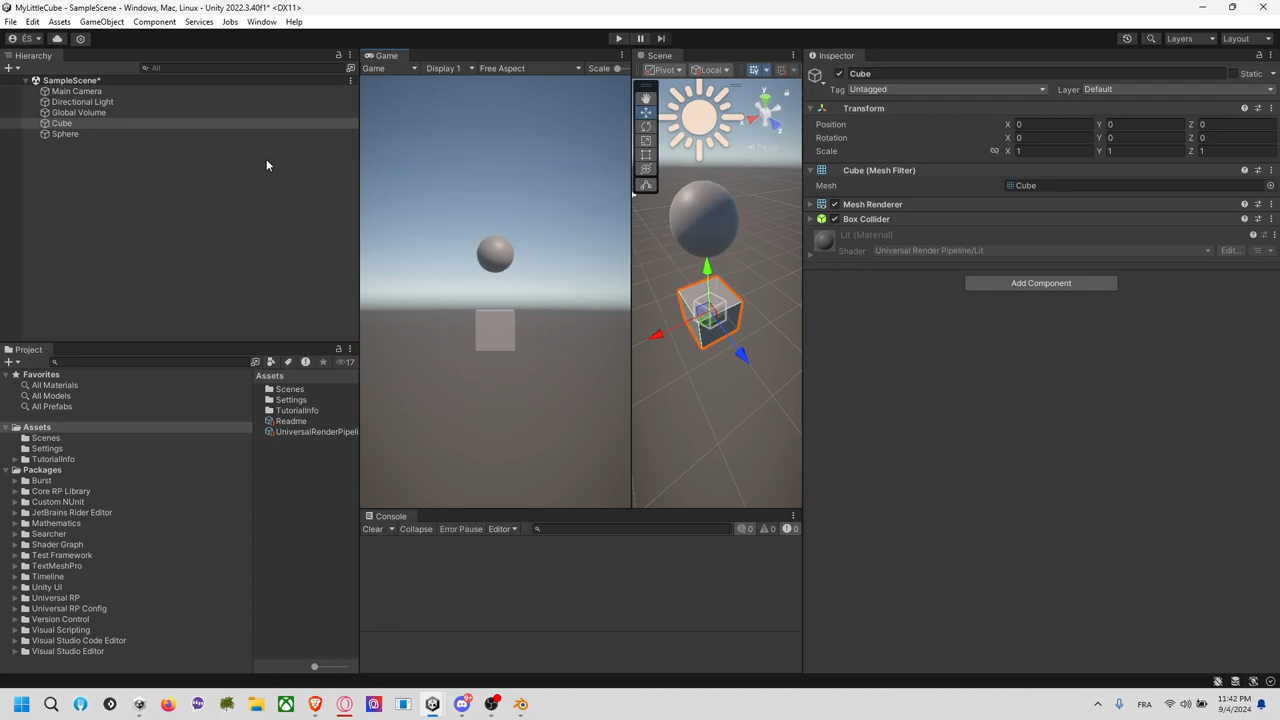 MyLittleCube - SampleScene - Windows, Mac, Linux - Unity 2022.3.40f1* <DX11>
File Edit Assets GameObject Component Services Jobs Window Help
ÉS
Layers Layout
Hierarchy
All
SampleScene*
Main Camera
Directional Light
Global Volume
Cube
Sphere
Game
Game Display 1 Free Aspect Scale
Scene
Pivot Local
y
x
z
Persp
Inspector
Cube Static
Tag Untagged Layer Default
Transform
Position X 0 Y 0 Z 0
Rotation X 0 Y 0 Z 0
Scale X 1 Y 1 Z 1
Cube (Mesh Filter)
Mesh Cube
Mesh Renderer
Box Collider
Lit (Material)
Shader Universal Render Pipeline/Lit Edit...
Add Component
Project
17
Favorites
All Materials
All Models
All Prefabs
Assets
Scenes
Settings
TutorialInfo
Packages
Burst
Core RP Library
Custom NUnit
JetBrains Rider Editor
Mathematics
Searcher
Shader Graph
Test Framework
TextMeshPro
Timeline
Unity UI
Universal RP
Universal RP Config
Version Control
Visual Scripting
Visual Studio Code Editor
Visual Studio Editor
Assets
Scenes
Settings
TutorialInfo
Readme
UniversalRenderPipeli
Console
Clear Collapse Error Pause Editor 0 0 0
FRA
11:42 PM
9/4/2024